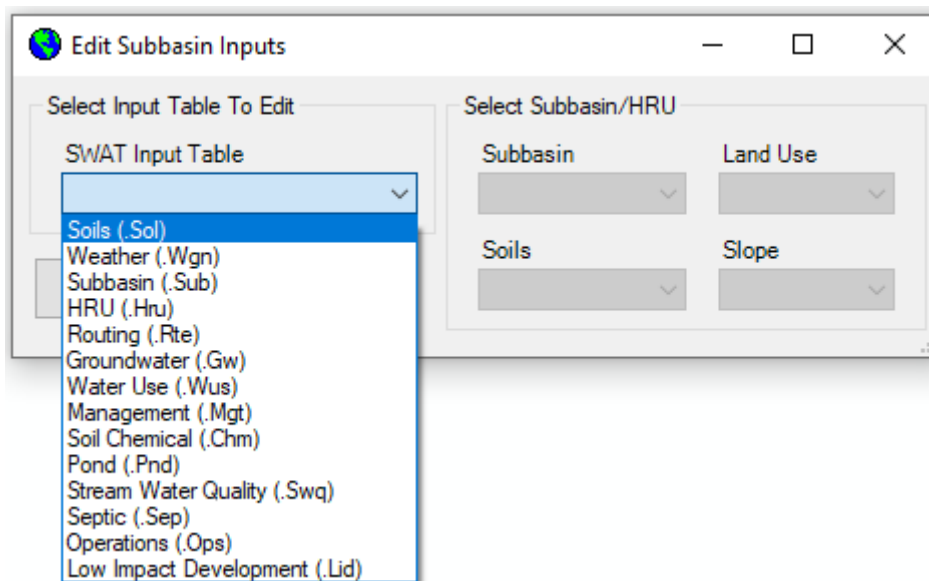 Edit Subbasin Inputs
Select Input Table To Edit
SWAT Input Table
Soils (.Sol)
Weather (.Wgn)
Subbasin (.Sub)
HRU (.Hru)
Routing (.Rte)
Groundwater (.Gw)
Water Use (.Wus)
Management (.Mgt)
Soil Chemical (.Chm)
Pond (.Pnd)
Stream Water Quality (.Swq)
Septic (.Sep)
Operations (.Ops)
Low Impact Development (.Lid)
Select Subbasin/HRU
Subbasin
Land Use
Soils
Slope